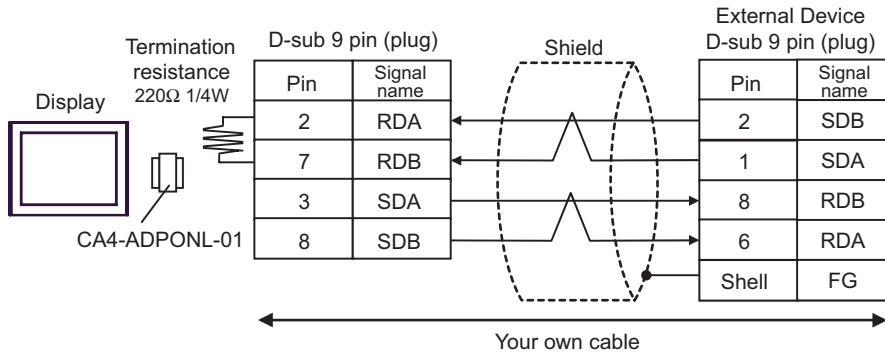 Display
Termination
resistance
220Ω 1/4W
CA4-ADPONL-01
D-sub 9 pin (plug)
Pin Signal name
2 RDA
7 RDB
3 SDA
8 SDB
Shield
External Device
D-sub 9 pin (plug)
Pin Signal name
2 SDB
1 SDA
8 RDB
6 RDA
Shell FG
Your own cable